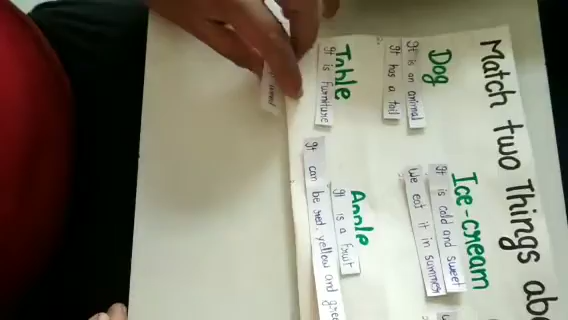 Match two Things abo
Dog
It is an animal
It has a tail
Ice-cream
It is cold and sweet
We eat it in summer
Table
It is furniture
Apple
It is a fruit
It can be red, yellow and gree